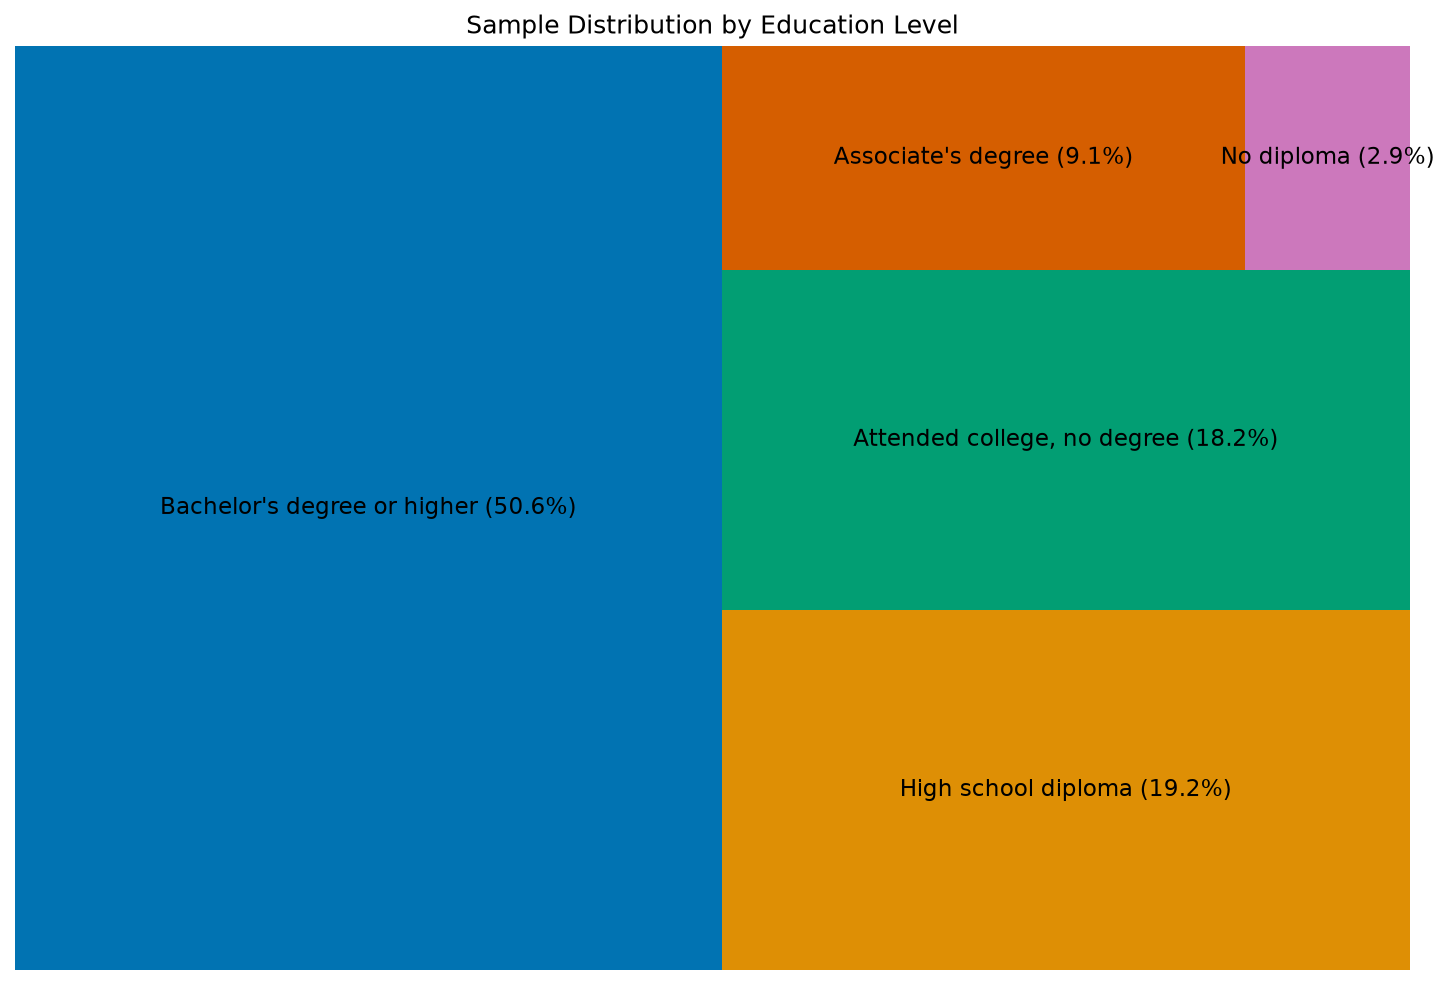 Sample Distribution by Education Level
Associate's degree (9.1%)
No diploma (2.9%)
Attended college, no degree (18.2%)
Bachelor's degree or higher (50.6%)
High school diploma (19.2%)